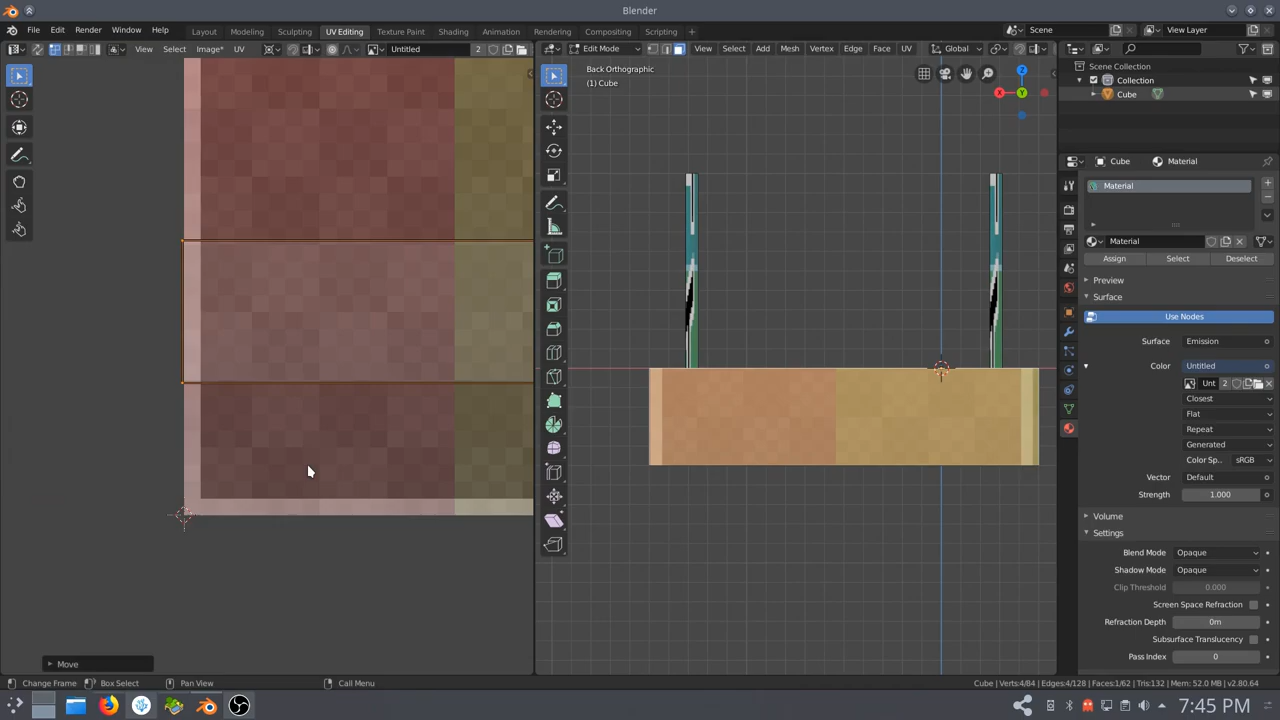 Blender
File Edit Render Window Help Layout Modeling Sculpting UV Editing Texture Paint Shading Animation Rendering Compositing Scripting Scene View Layer
View Select Image* UV Untitled 2 Edit Mode View Select Add Mesh Vertex Edge Face UV Global
Back Orthographic
(1) Cube
Z
X
Y
Scene Collection
Collection
Cube
Cube Material
Material
Material
Assign Select Deselect
Preview
Surface
Use Nodes
Surface: Emission
Color Untitled
Unt 2
Closest
Flat
Repeat
Generated
Color Sp.. sRGB
Vector Default
Strength 1.000
Volume
Settings
Blend Mode Opaque
Shadow Mode Opaque
Clip Threshold 0.000
Screen Space Refraction
Refraction Depth 0m
Subsurface Translucency
Pass Index 0
Move
Change Frame Box Select Pan View Call Menu Cube | Verts:4/84 | Edges:4/128 | Faces:1/62 | Tris:132 | Mem: 52.0 MB | v2.80.64
7:45 PM